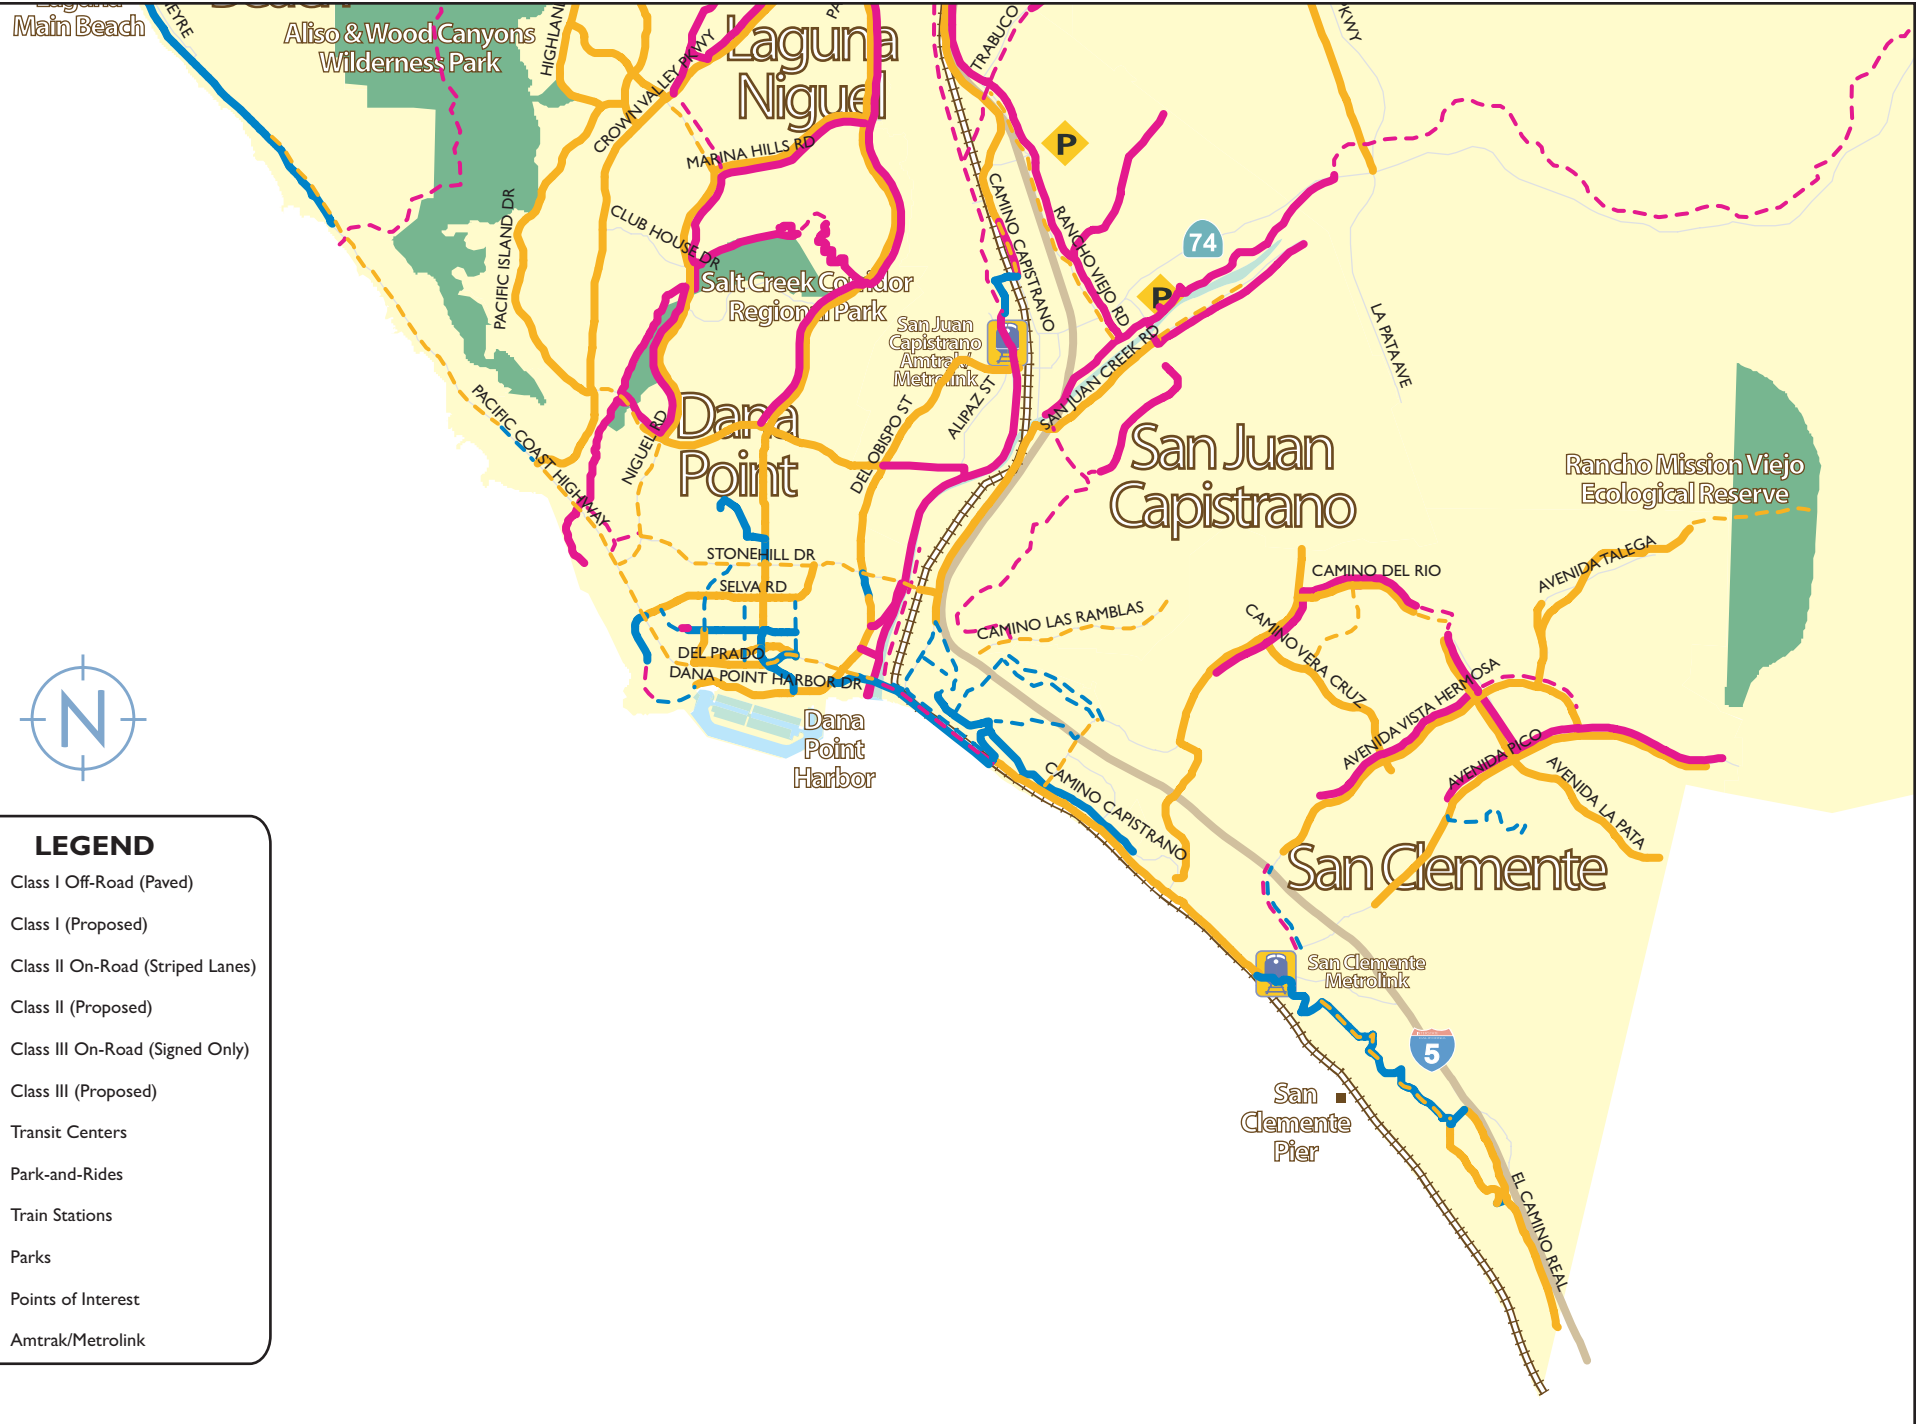 Laguna
Main Beach
Beach
Aliso & Wood Canyons
Wilderness Park
HIGHLAND
CROWN VALLEY PKWY
Laguna
Niguel
TRABUCO
PKWY
P
MARINA HILLS RD
PACIFIC ISLAND DR
CLUB HOUSE DR
CAMINO CAPISTRANO
RANCHO VIEJO RD
74
P
Salt Creek Corridor
Regional Park
San Juan
Capistrano
Amtrak/
Metrolink
SAN JUAN CREEK RD
LA PATA AVE
PACIFIC COAST HIGHWAY
NIGUEL RD
Dana
Point
DEL OBISPO ST
ALIPAZ ST
San Juan
Capistrano
Rancho Mission Viejo
Ecological Reserve
STONEHILL DR
SELVA RD
DEL PRADO
DANA POINT HARBOR DR
CAMINO LAS RAMBLAS
CAMINO DEL RIO
AVENIDA TALEGA
CAMINO VERA CRUZ
AVENIDA VISTA HERMOSA
AVENIDA PICO
AVENIDA LA PATA
N
Dana
Point
Harbor
CAMINO CAPISTRANO
San Clemente
San Clemente
Metrolink
5
San
Clemente
Pier
EL CAMINO REAL
LEGEND
Class I Off-Road (Paved)
Class I (Proposed)
Class II On-Road (Striped Lanes)
Class II (Proposed)
Class III On-Road (Signed Only)
Class III (Proposed)
Transit Centers
Park-and-Rides
Train Stations
Parks
Points of Interest
Amtrak/Metrolink